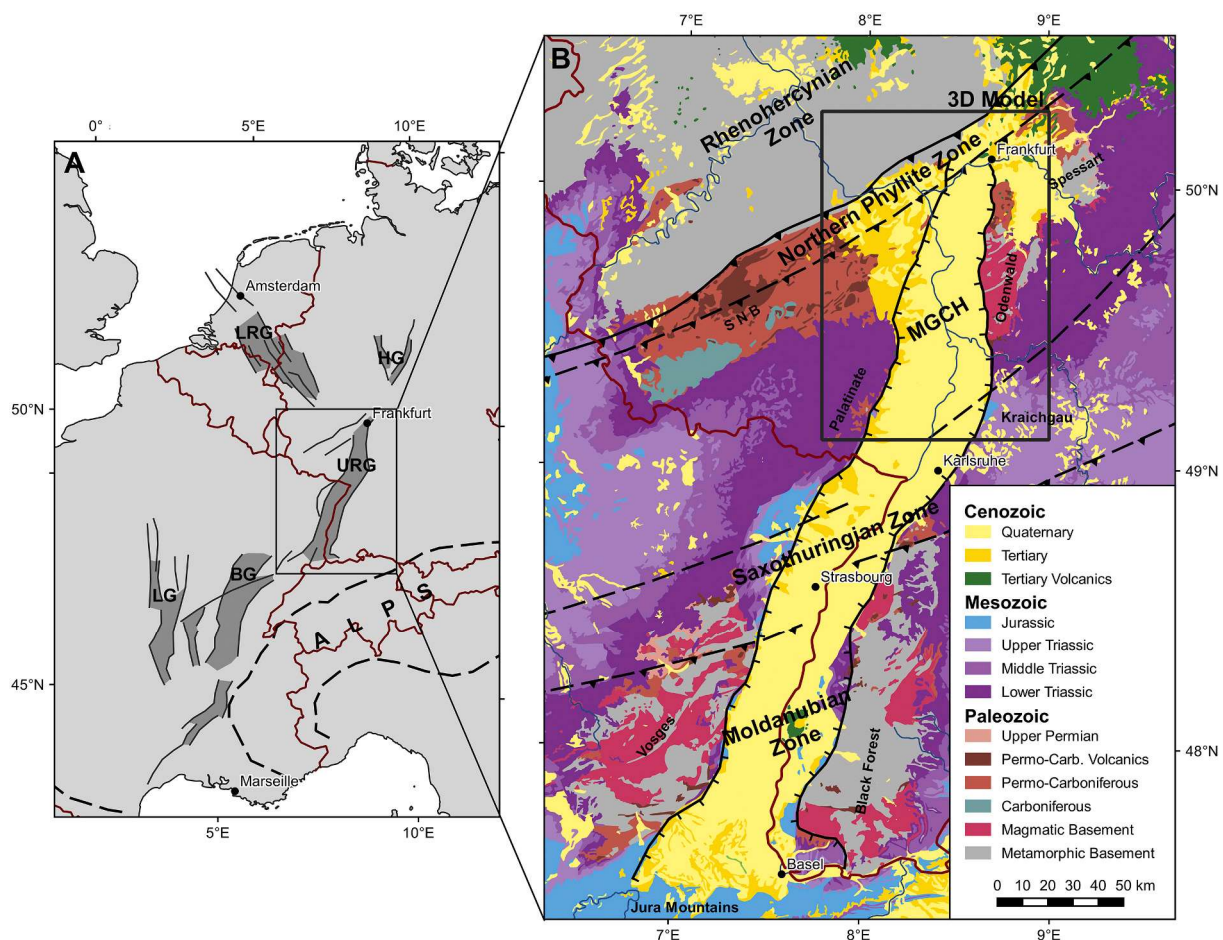 7°E 8°E 9°E
B
3D Model
Rhenohercynian
Zone
Frankfurt
Northern Phyllite Zone
Spessart
50°N
0° 5°E 10°E
A
Amsterdam
LRG
HG
50°N
Frankfurt
URG
BG
LG
ALPS
45°N
Marseille
5°E 10°E
S-N-B
MGCH
Odenwald
Palatinate
Kraichgau
Karlsruhe
49°N
Saxothuringian Zone
Strasbourg
Vosges
Moldanubian
Zone
Black Forest
48°N
Basel
Jura Mountains
7°E 8°E 9°E
Cenozoic
Quaternary
Tertiary
Tertiary Volcanics
Mesozoic
Jurassic
Upper Triassic
Middle Triassic
Lower Triassic
Paleozoic
Upper Permian
Permo-Carb. Volcanics
Permo-Carboniferous
Carboniferous
Magmatic Basement
Metamorphic Basement
0 10 20 30 40 50 km